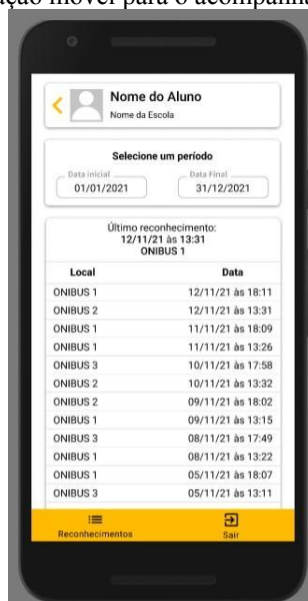 ação móvel para o acompanha
Nome do Aluno
Nome da Escola
Selecione um período
Data inicial
Data Final
01/01/2021
31/12/2021
Último reconhecimento:
12/11/21 às 13:31
ONIBUS 1
Local Data
ONIBUS 1 12/11/21 às 18:11
ONIBUS 2 12/11/21 às 13:31
ONIBUS 1 11/11/21 às 18:09
ONIBUS 1 11/11/21 às 13:26
ONIBUS 3 10/11/21 às 17:58
ONIBUS 2 10/11/21 às 13:32
ONIBUS 2 09/11/21 às 18:02
ONIBUS 1 09/11/21 às 13:15
ONIBUS 3 08/11/21 às 17:49
ONIBUS 1 08/11/21 às 13:22
ONIBUS 1 05/11/21 às 18:07
ONIBUS 3 05/11/21 às 13:11
Reconhecimentos
Sair